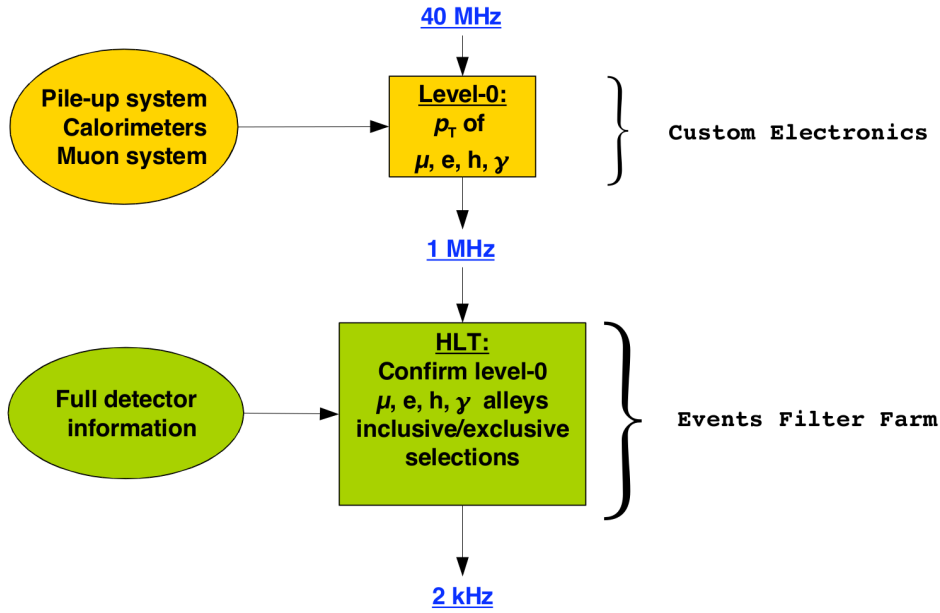 40 MHz
Pile-up system
Calorimeters
Muon system
Level-0:
pT of
μ, e, h, γ
Custom Electronics
1 MHz
Full detector
information
HLT:
Confirm level-0
μ, e, h, γ alleys
inclusive/exclusive
selections
Events Filter Farm
2 kHz